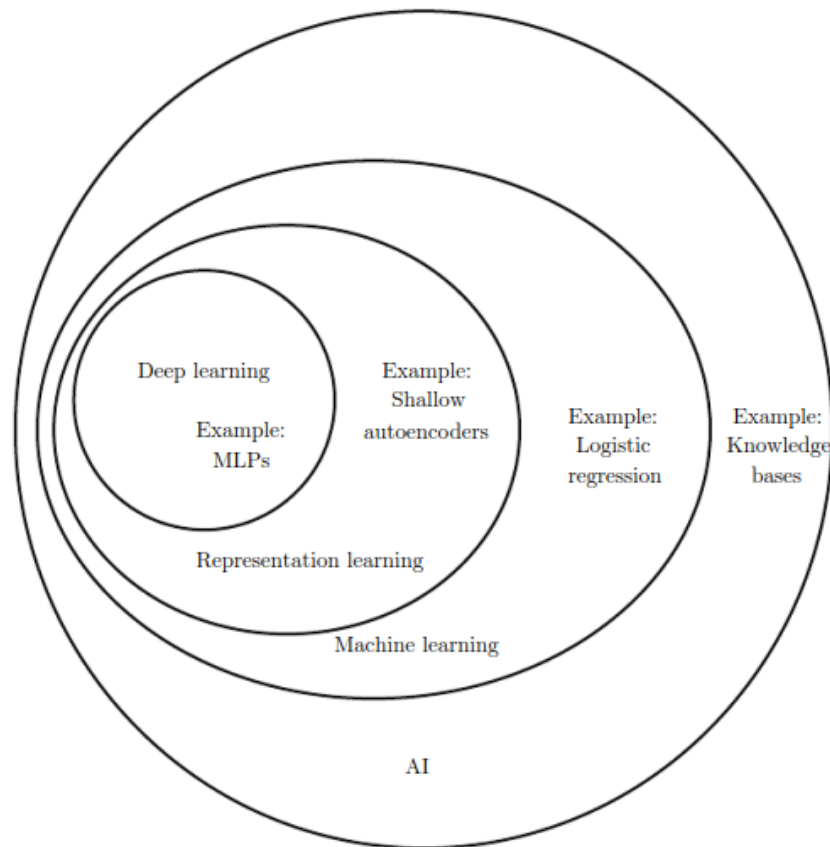 Deep learning
Example:
MLPs
Example:
Shallow
autoencoders
Example:
Logistic
regression
Example:
Knowledge
bases
Representation learning
Machine learning
AI